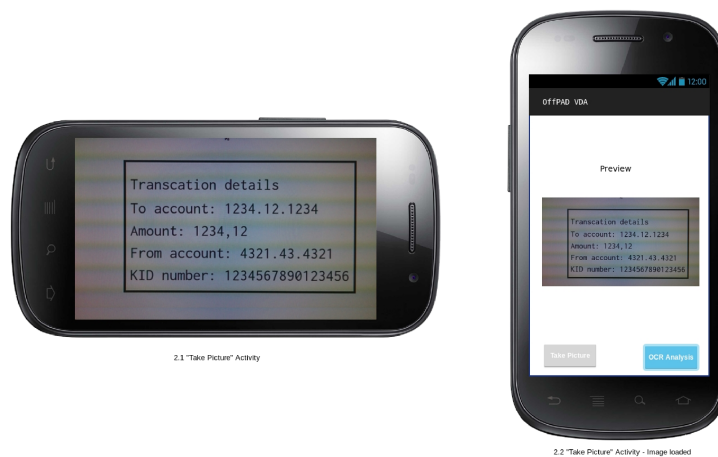 Transcation details
To account: 1234.12.1234
Amount: 1234,12
From account: 4321.43.4321
KID number: 1234567890123456
2.1 "Take Picture" Activity
12:00
OffPAD VDA
Preview
Transcation details
To account: 1234.12.1234
Amount: 1234,12
From account: 4321.43.4321
KID number: 1234567890123456
Take Picture
OCR Analysis
2.2 "Take Picture" Activity - Image loaded